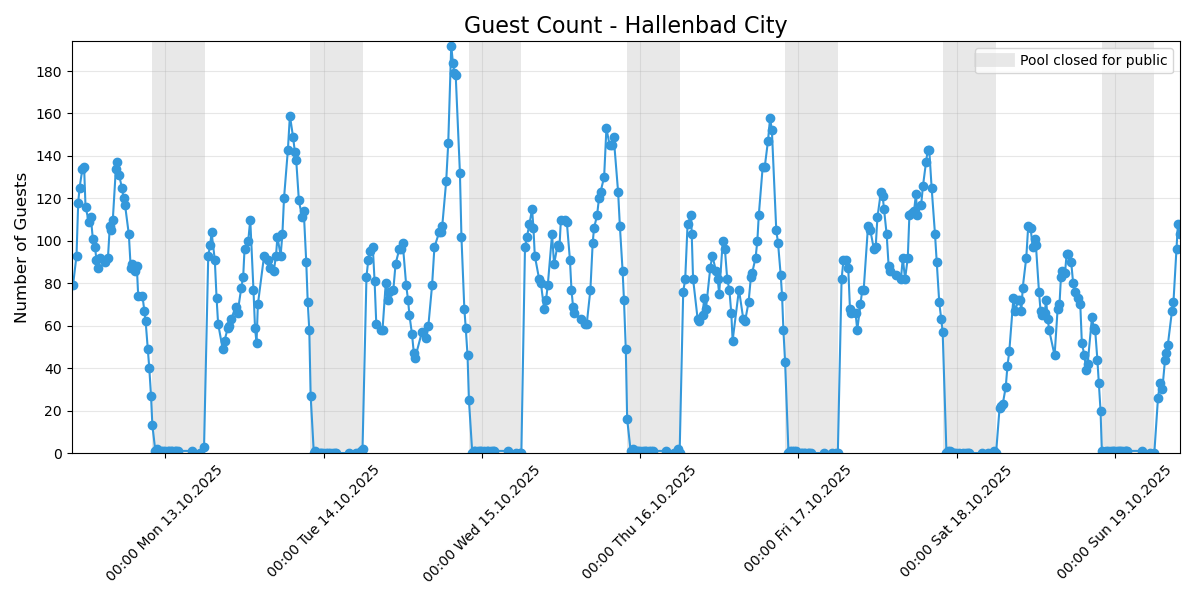 Guest Count - Hallenbad City
Pool closed for public
Number of Guests
180
160
140
120
100
80
60
40
20
0
00:00 Mon 13.10.2025
00:00 Tue 14.10.2025
00:00 Wed 15.10.2025
00:00 Thu 16.10.2025
00:00 Fri 17.10.2025
00:00 Sat 18.10.2025
00:00 Sun 19.10.2025